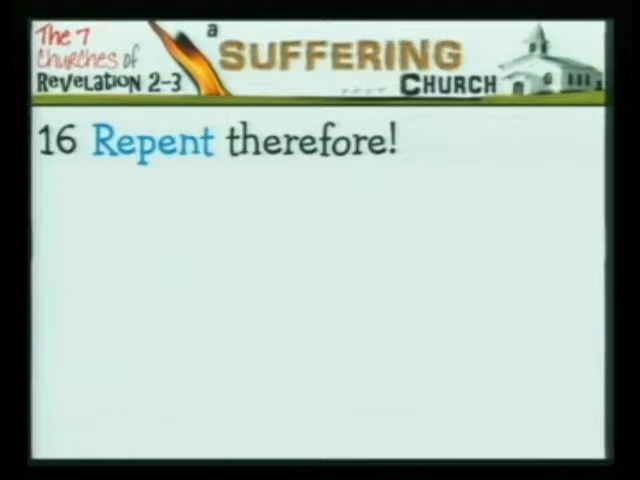 The 7
Churches of
Revelation 2-3
a
SUFFERING
CHURCH
16 Repent therefore!